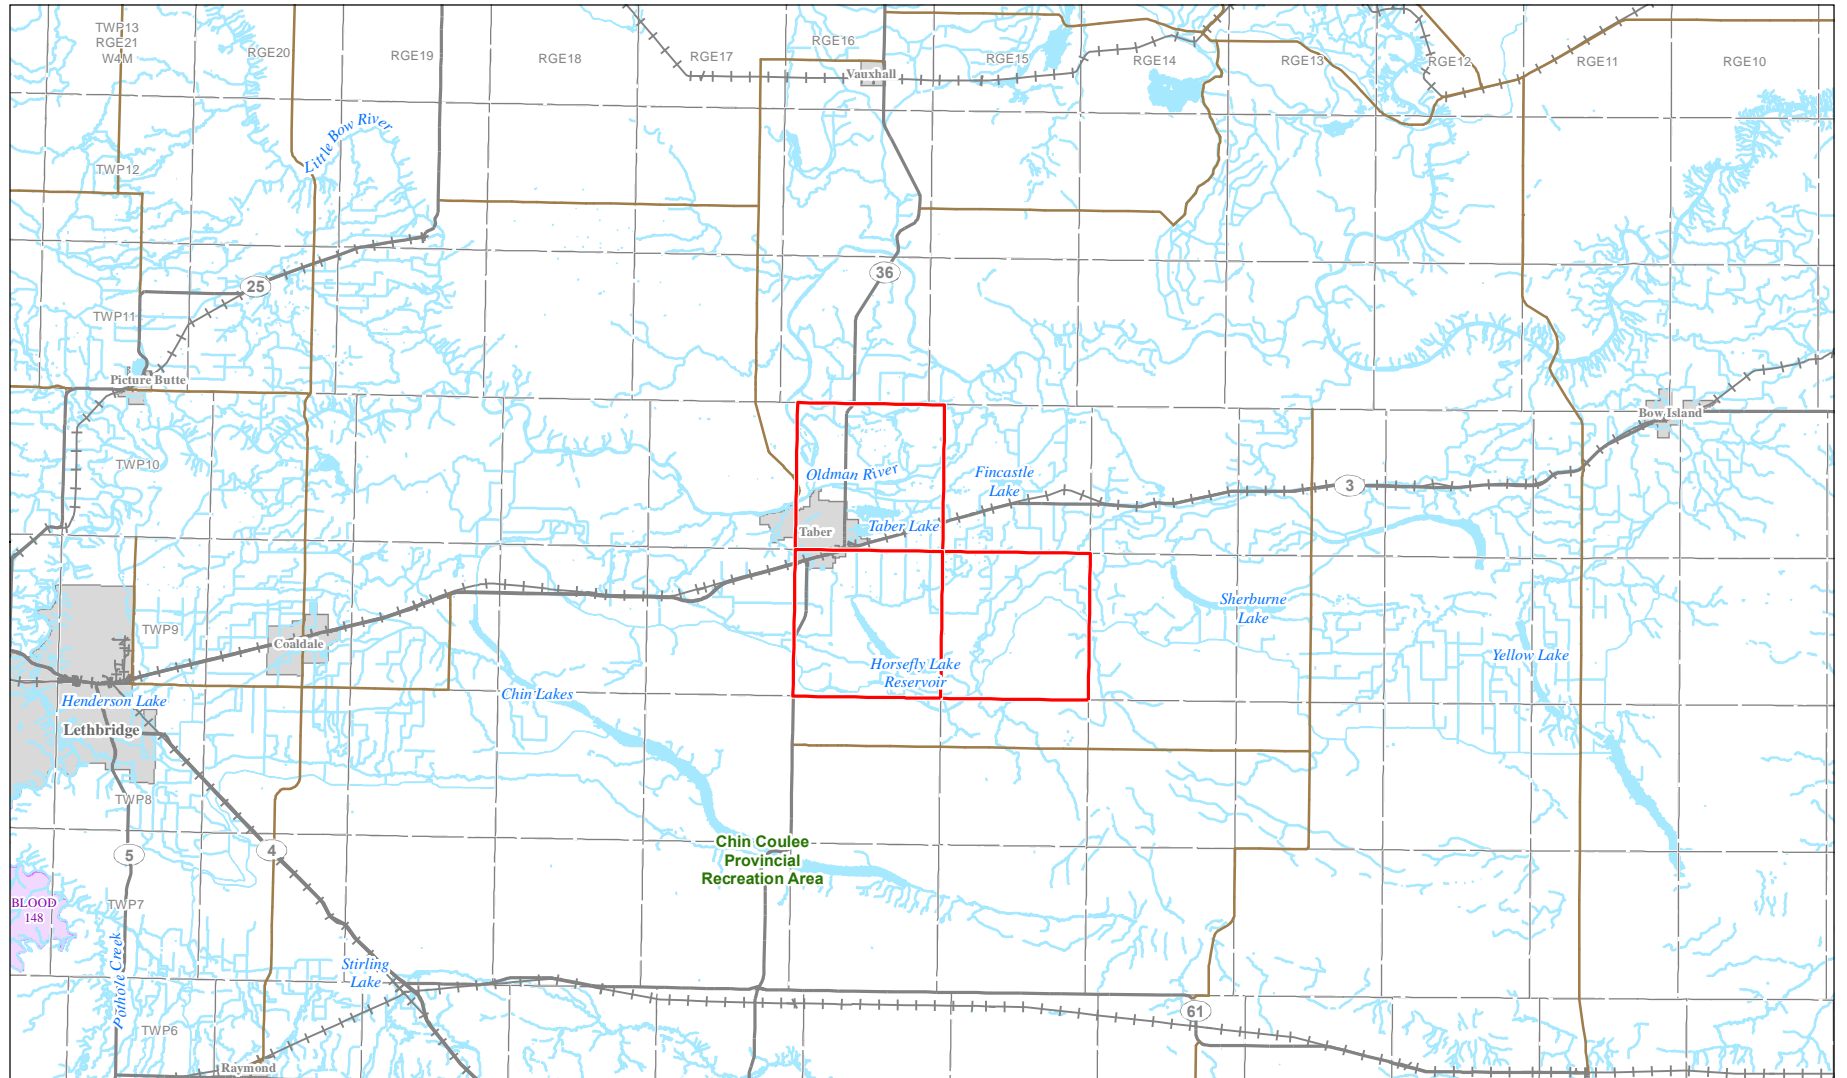 TWP13
RGE21
W4M
RGE20
RGE19
RGE18
RGE17
RGE16
RGE15
RGE14
RGE13
RGE12
RGE11
RGE10
Vauxhall
Little Bow River
TWP12
36
25
TWP11
Picture Butte
Bow Island
TWP10
Oldman River
Fincastle
Lake
3
Taber
Taber Lake
Sherburne
Lake
TWP9
Coaldale
Yellow Lake
Horsefly Lake
Reservoir
Chin Lakes
Henderson Lake
Lethbridge
TWP8
Chin Coulee
Provincial
Recreation Area
5
4
BLOOD
148
TWP7
Pothole Creek
Stirling
Lake
61
TWP6
Raymond